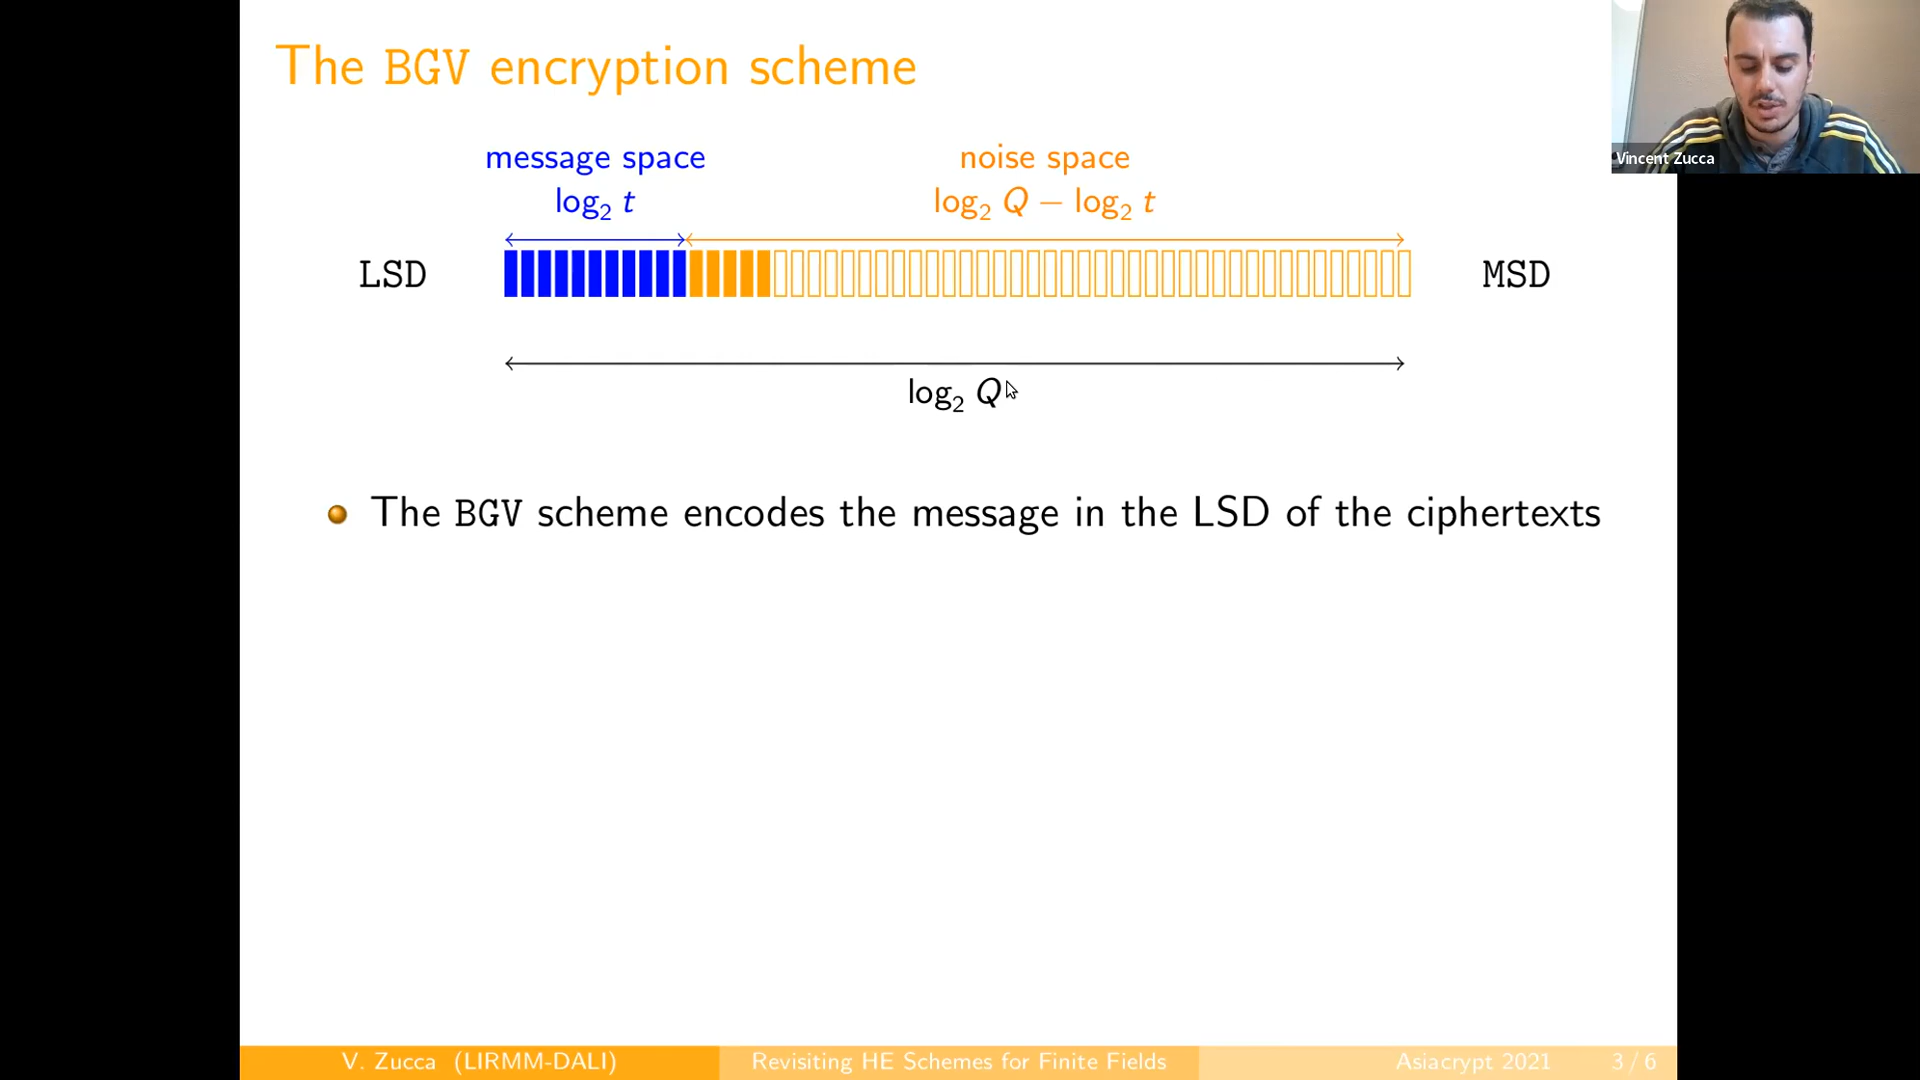 The BGV encryption scheme
Vincent Zucca
message space
noise space
log₂ t
log₂ Q − log₂ t
LSD
MSD
log₂ Q
The BGV scheme encodes the message in the LSD of the ciphertexts
V. Zucca (LIRMM-DALI)
Revisiting HE Schemes for Finite Fields
Asiacrypt 2021
3 / 6